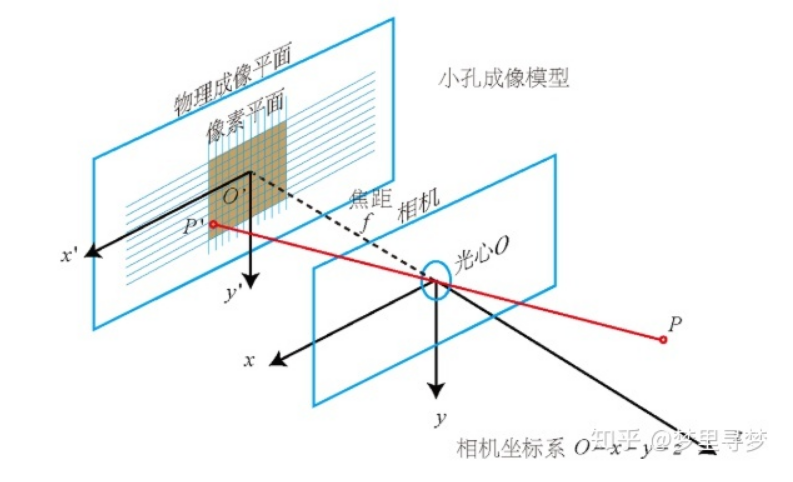 小孔成像模型
物理成像平面
像素平面
O'
P'
x'
y'
焦距
f
相机
光心O
P
x
y
z
相机坐标系 O-x-y-z
知乎 @梦里寻梦